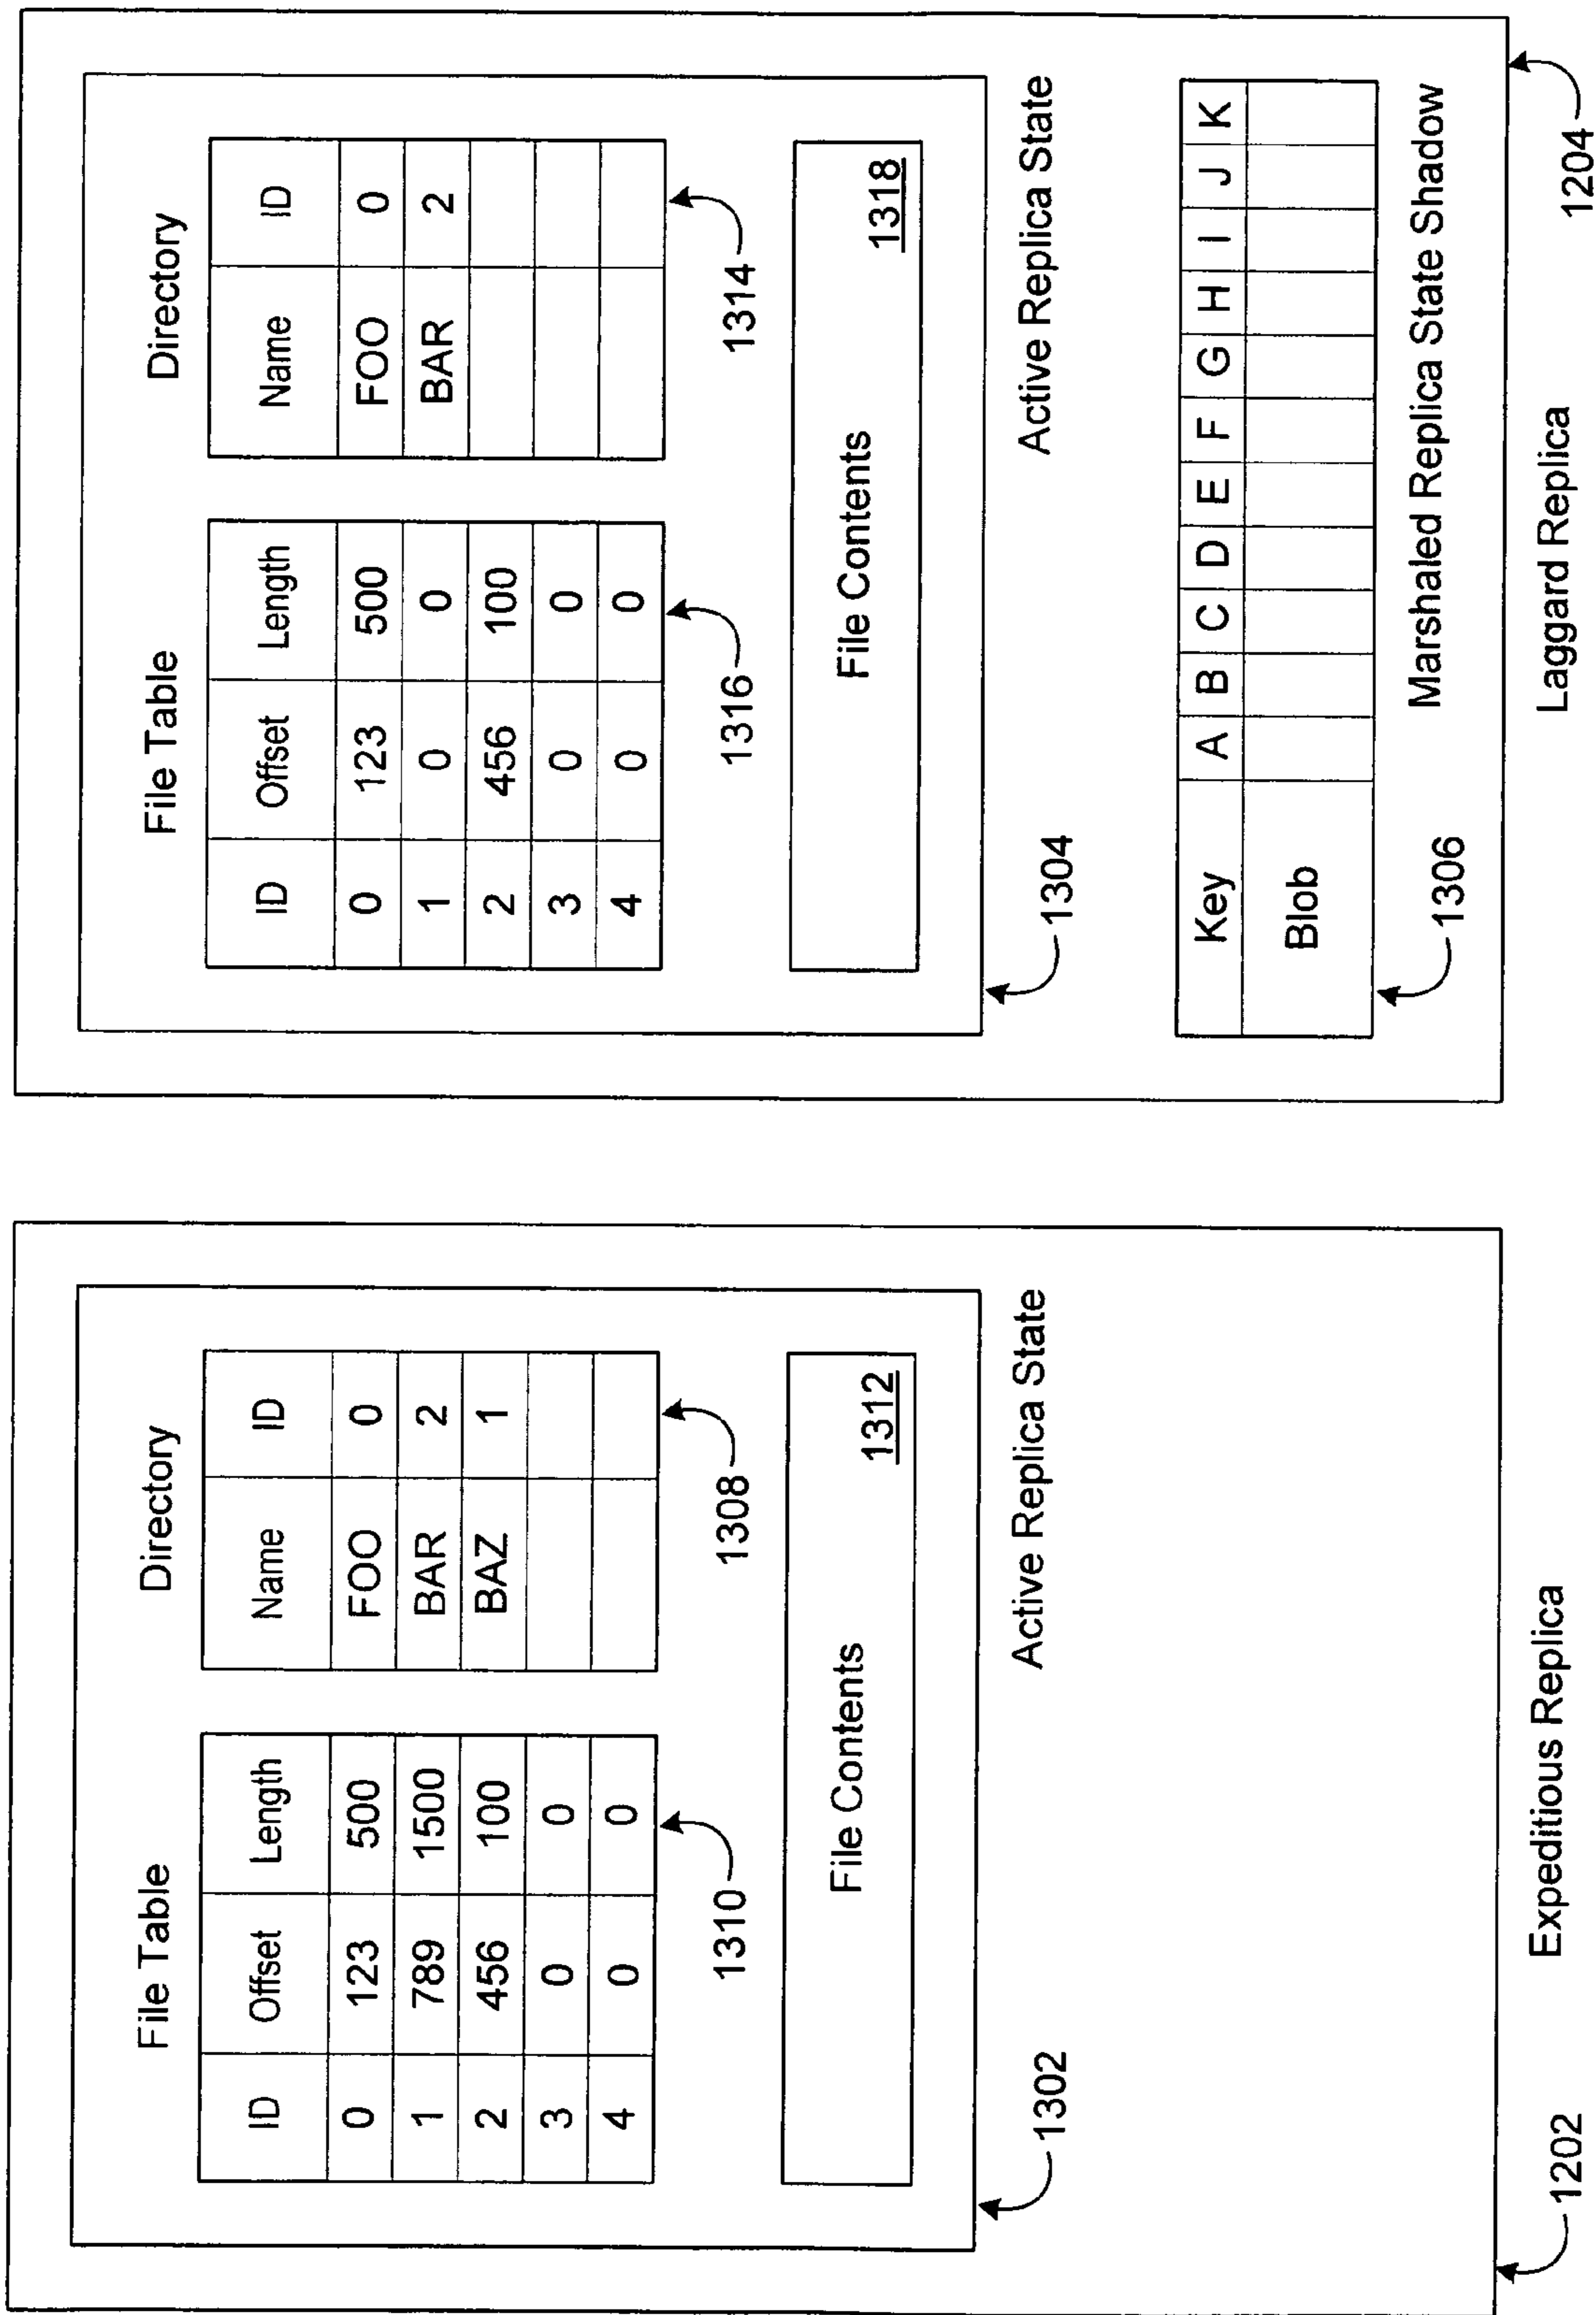 File Table
ID Offset Length
0 123 500
1 789 1500
2 456 100
3 0 0
4 0 0
1310
Directory
Name ID
FOO 0
BAR 2
BAZ 1
1308
File Contents 1312
1302
Active Replica State
1202
Expeditious Replica
File Table
ID Offset Length
0 123 500
1 0 0
2 456 100
3 0 0
4 0 0
1316
Directory
Name ID
FOO 0
BAR 2
1314
File Contents 1318
1304
Active Replica State
Key A B C D E F G H I J K
Blob
1306
Marshaled Replica State Shadow
Laggard Replica
1204